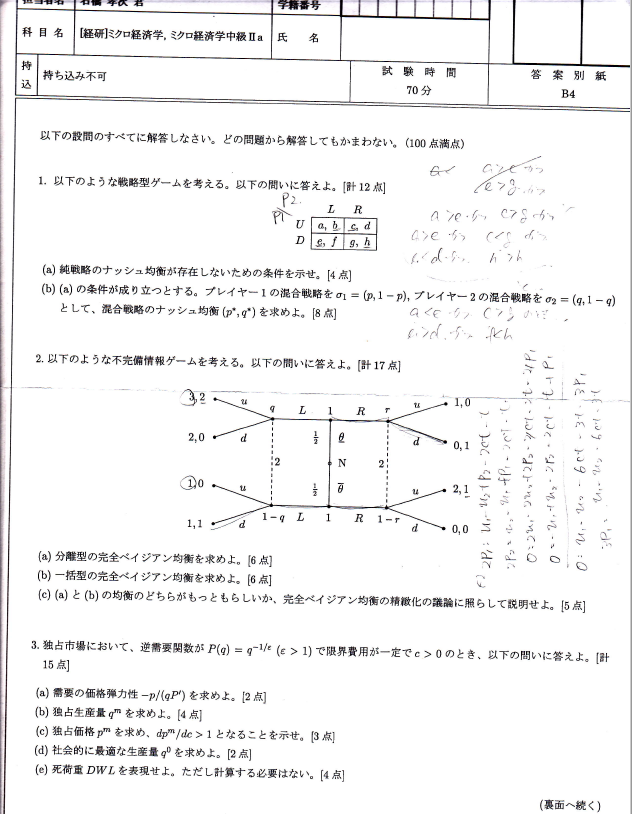 担当者名
学籍番号
科目名
[経研]ミクロ経済学, ミクロ経済学中級 II a
氏 名
持込
持ち込み不可
試験時間
70 分
答案別紙
B4
以下の設問のすべてに解答しなさい。どの問題から解答してもかまわない。(100 点満点)
1. 以下のような戦略型ゲームを考える。以下の問いに答えよ。[計 12 点]
P2
P1
L R
U a, b c, d
D e, f g, h
(a) 純戦略のナッシュ均衡が存在しないための条件を示せ。[4 点]
(b) (a) の条件が成り立つとする。プレイヤー 1 の混合戦略を σ1 = (p, 1 − p), プレイヤー 2 の混合戦略を σ2 = (q, 1 − q)
として、混合戦略のナッシュ均衡 (p*, q*) を求めよ。[8 点]
2. 以下のような不完備情報ゲームを考える。以下の問いに答えよ。[計 17 点]
3, 2 u q L 1 R r u 1, 0
2, 0 d 1/2 θ d 0, 1
2 N 2
1, 0 u 1/2 θ̄ u 2, 1
1, 1 d 1 − q L 1 R 1 − r d 0, 0
(a) 分離型の完全ベイジアン均衡を求めよ。[6 点]
(b) 一括型の完全ベイジアン均衡を求めよ。[6 点]
(c) (a) と (b) の均衡のどちらがもっともらしいか、完全ベイジアン均衡の精緻化の議論に照らして説明せよ。[5 点]
3. 独占市場において、逆需要関数が P(q) = q^{-1/ε} (ε > 1) で限界費用が一定で c > 0 のとき、以下の問いに答えよ。[計
15 点]
(a) 需要の価格弾力性 −p/(qP′) を求めよ。[2 点]
(b) 独占生産量 q^m を求めよ。[4 点]
(c) 独占価格 p^m を求め、dp^m/dc > 1 となることを示せ。[3 点]
(d) 社会的に最適な生産量 q^0 を求めよ。[2 点]
(e) 死荷重 DWL を表現せよ。ただし計算する必要はない。[4 点]
(裏面へ続く)